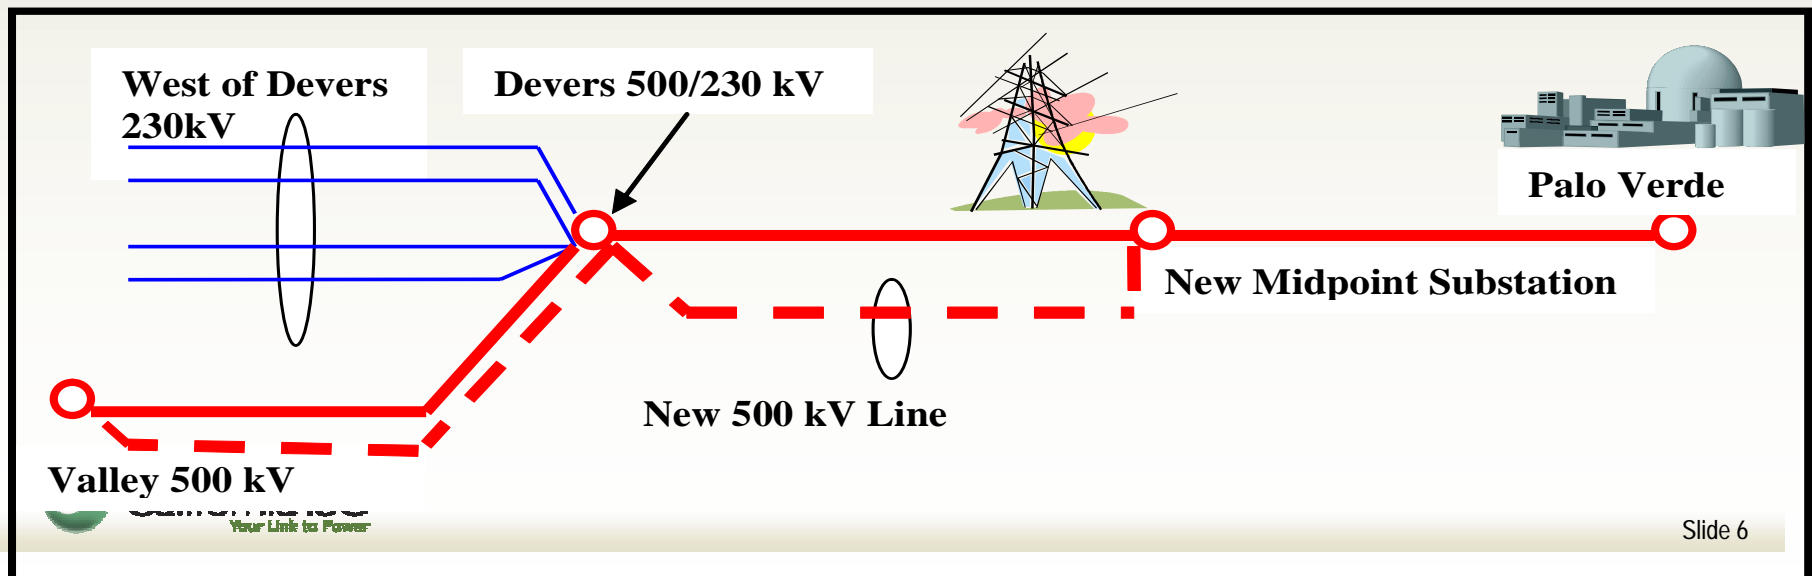 West of Devers
230kV
Devers 500/230 kV
Palo Verde
New Midpoint Substation
New 500 kV Line
Valley 500 kV
Your Link to Power
Slide 6